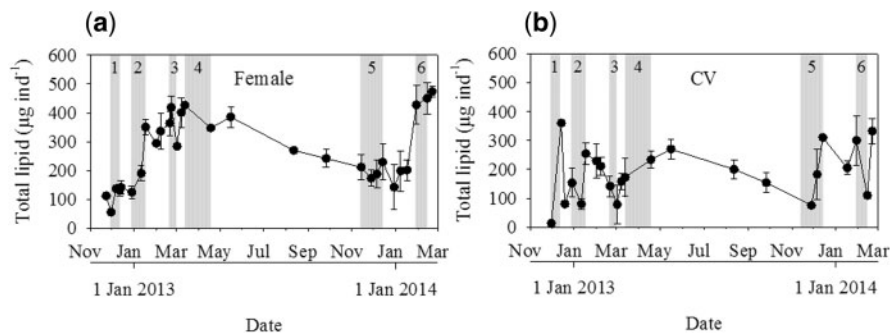 (a)
600
500
400
300
200
100
0
Total lipid (µg ind⁻¹)
1 2 3 4 5 6
Female
Nov Jan Mar May Jul Sep Nov Jan Mar
1 Jan 2013 1 Jan 2014
Date
(b)
600
500
400
300
200
100
0
Total lipid (µg ind⁻¹)
1 2 3 4 5 6
CV
Nov Jan Mar May Jul Sep Nov Jan Mar
1 Jan 2013 1 Jan 2014
Date